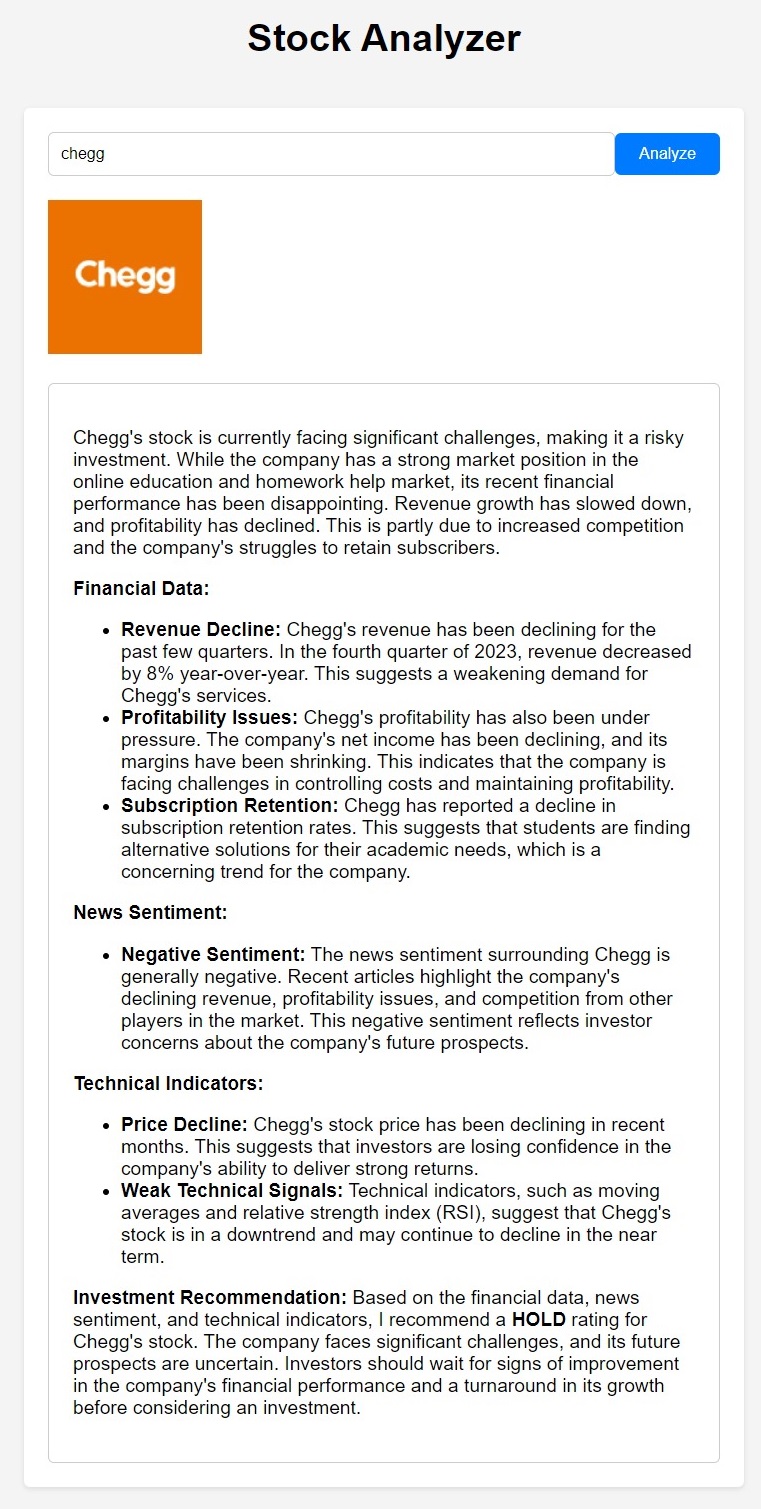 Stock Analyzer
chegg
Analyze
Chegg
Chegg's stock is currently facing significant challenges, making it a risky
investment. While the company has a strong market position in the
online education and homework help market, its recent financial
performance has been disappointing. Revenue growth has slowed down,
and profitability has declined. This is partly due to increased competition
and the company's struggles to retain subscribers.
Financial Data:
• Revenue Decline: Chegg's revenue has been declining for the
past few quarters. In the fourth quarter of 2023, revenue decreased
by 8% year-over-year. This suggests a weakening demand for
Chegg's services.
• Profitability Issues: Chegg's profitability has also been under
pressure. The company's net income has been declining, and its
margins have been shrinking. This indicates that the company is
facing challenges in controlling costs and maintaining profitability.
• Subscription Retention: Chegg has reported a decline in
subscription retention rates. This suggests that students are finding
alternative solutions for their academic needs, which is a
concerning trend for the company.
News Sentiment:
• Negative Sentiment: The news sentiment surrounding Chegg is
generally negative. Recent articles highlight the company's
declining revenue, profitability issues, and competition from other
players in the market. This negative sentiment reflects investor
concerns about the company's future prospects.
Technical Indicators:
• Price Decline: Chegg's stock price has been declining in recent
months. This suggests that investors are losing confidence in the
company's ability to deliver strong returns.
• Weak Technical Signals: Technical indicators, such as moving
averages and relative strength index (RSI), suggest that Chegg's
stock is in a downtrend and may continue to decline in the near
term.
Investment Recommendation: Based on the financial data, news
sentiment, and technical indicators, I recommend a HOLD rating for
Chegg's stock. The company faces significant challenges, and its future
prospects are uncertain. Investors should wait for signs of improvement
in the company's financial performance and a turnaround in its growth
before considering an investment.